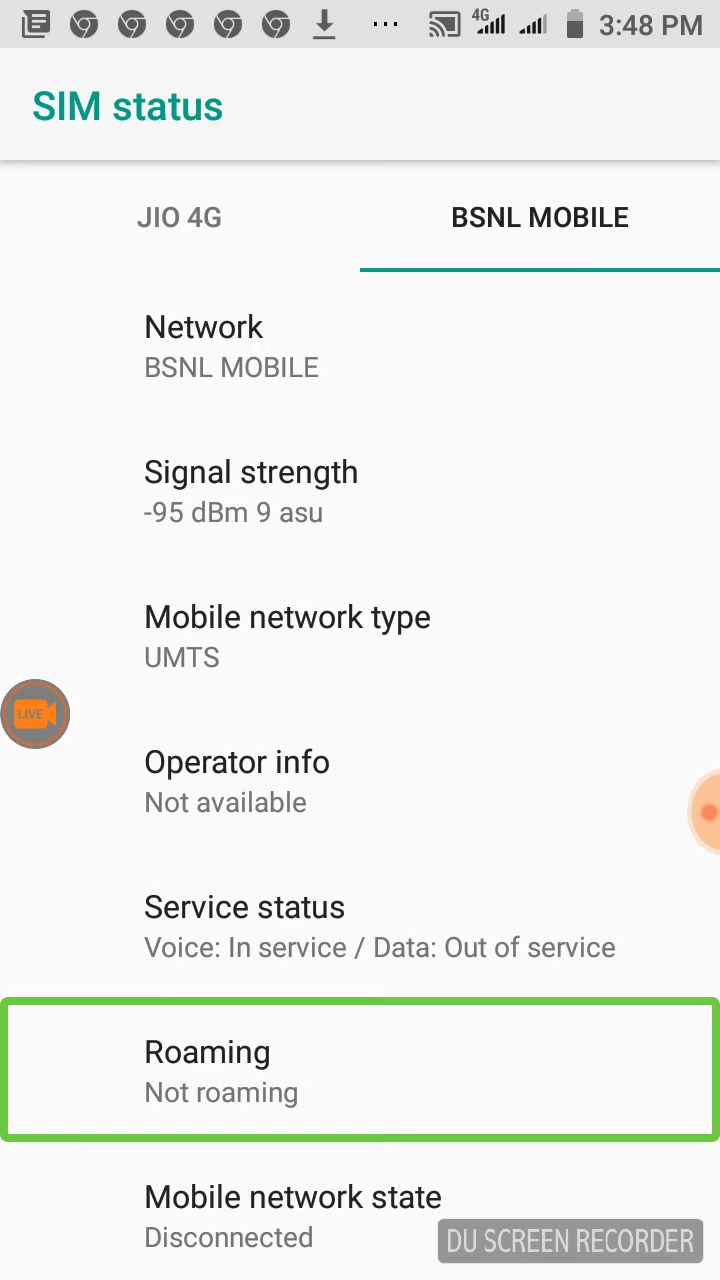 4G 3:48 PM
SIM status
JIO 4G BSNL MOBILE
Network
BSNL MOBILE
Signal strength
-95 dBm 9 asu
Mobile network type
UMTS
LIVE
Operator info
Not available
Service status
Voice: In service / Data: Out of service
Roaming
Not roaming
Mobile network state
Disconnected
DU SCREEN RECORDER